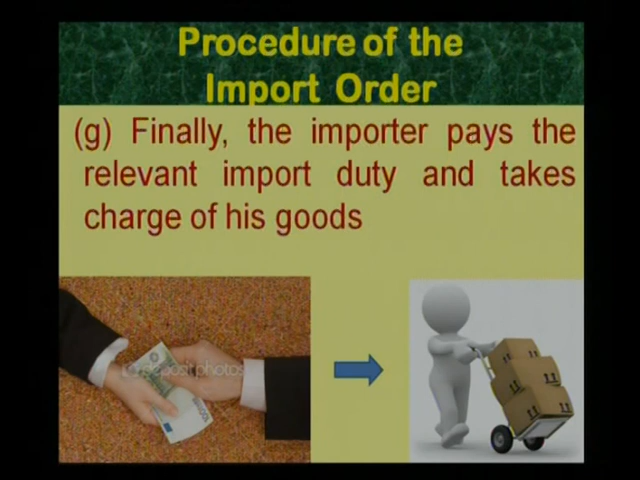 Procedure of the
Import Order
(g) Finally, the importer pays the
relevant import duty and takes
charge of his goods
depositphotos